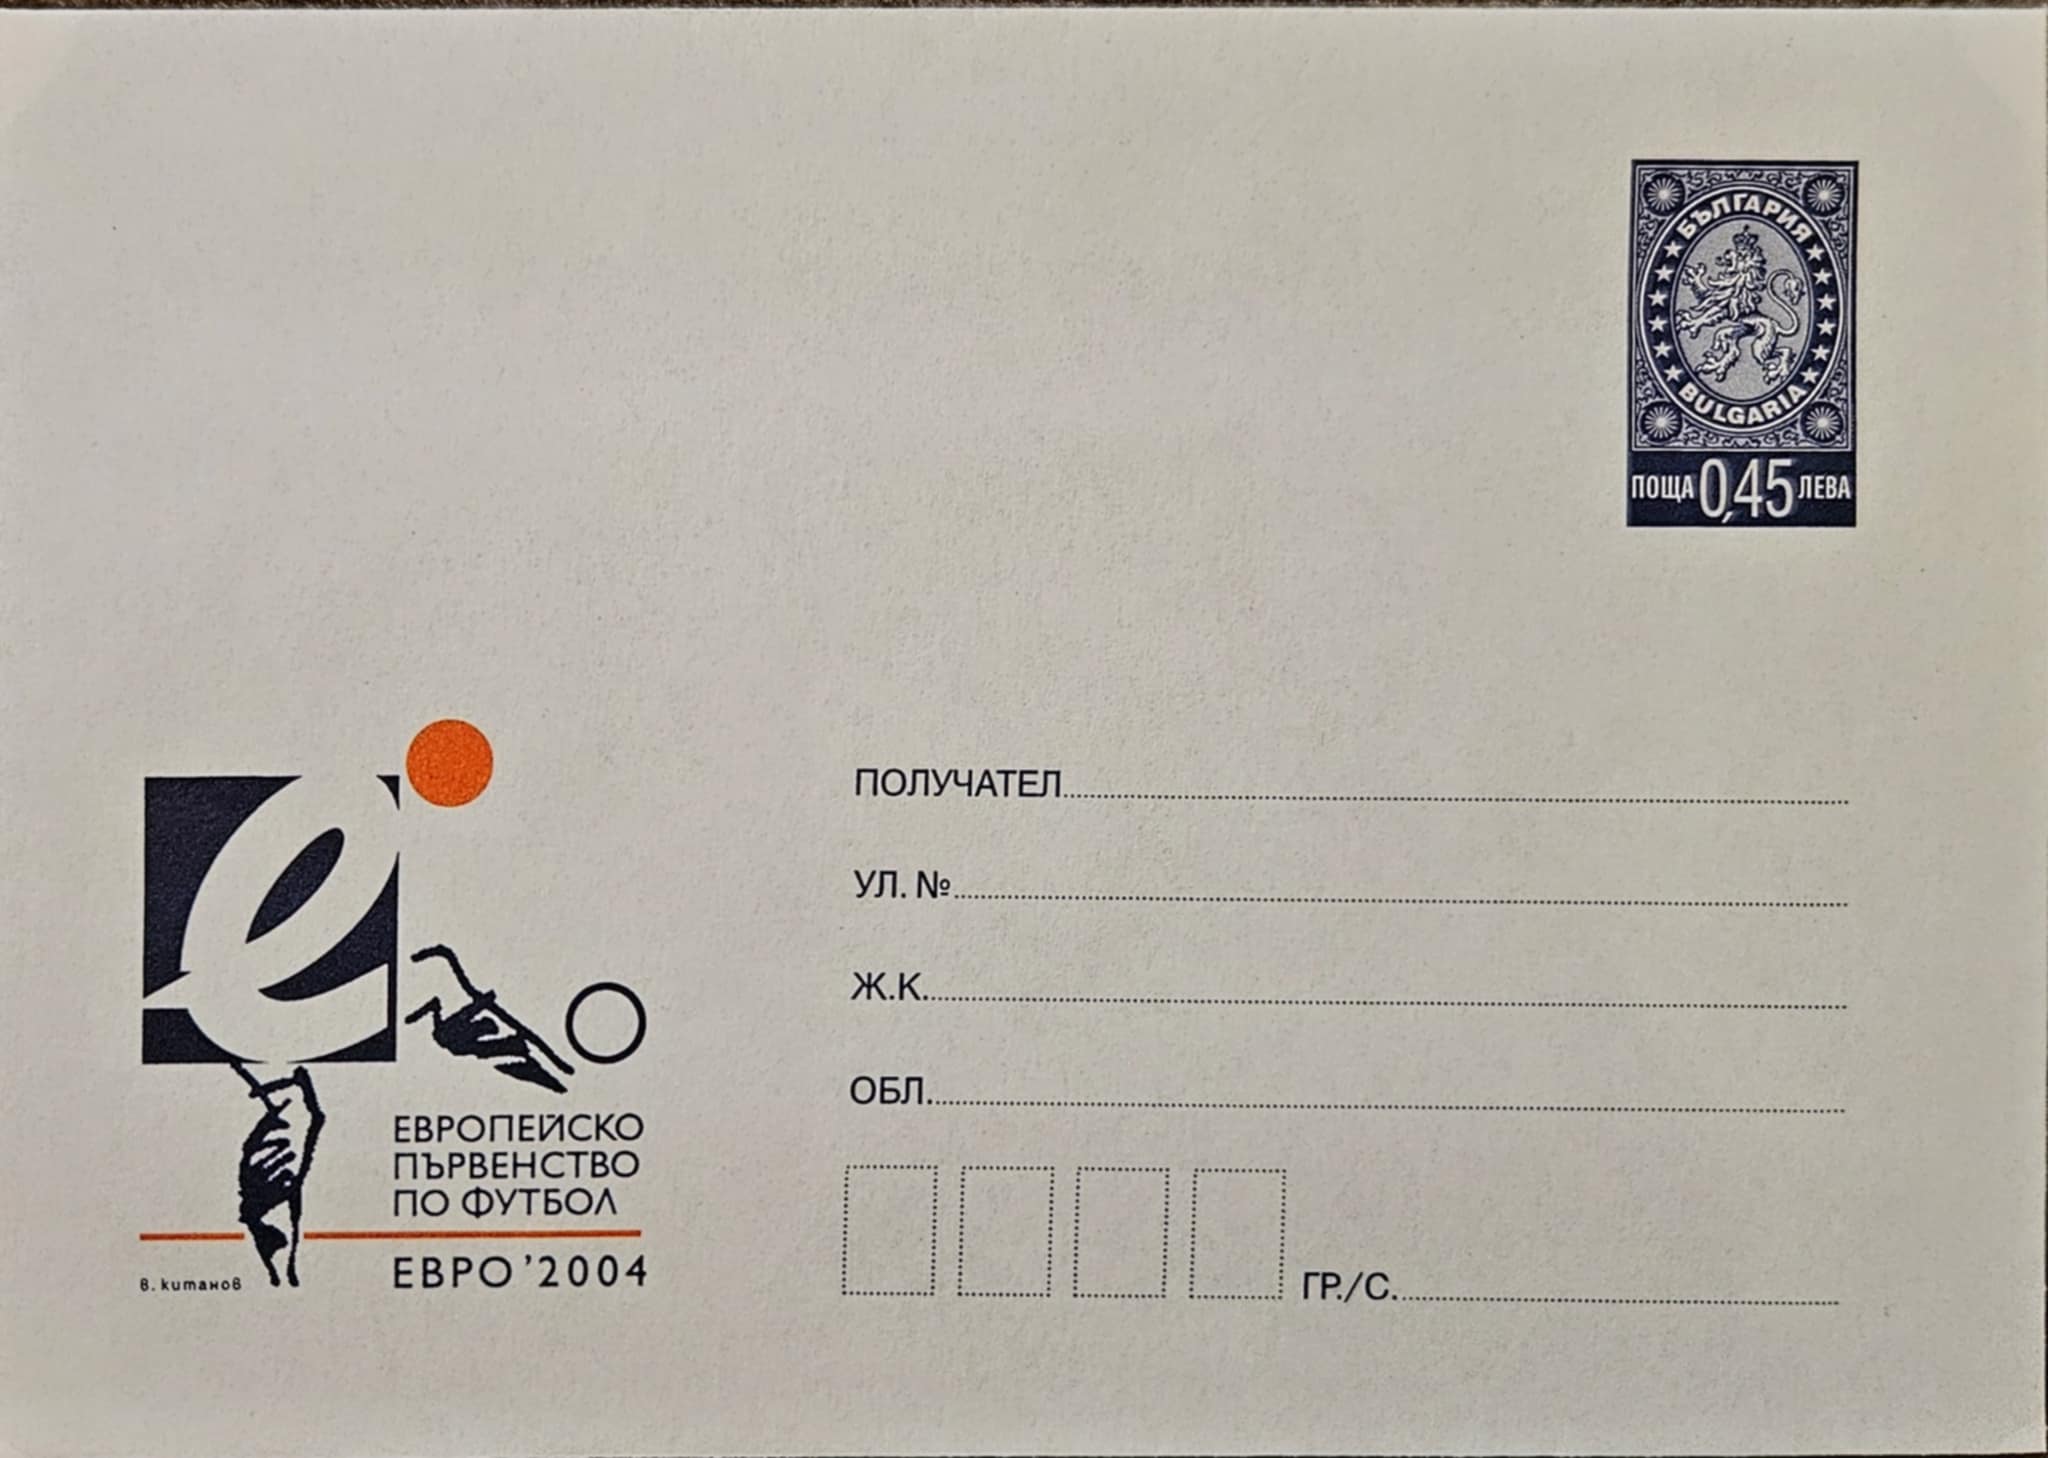 БЪЛГАРИЯ
BULGARIA
ПОЩА 0,45 ЛЕВА
ПОЛУЧАТЕЛ
УЛ. №
Ж.К.
ОБЛ.
ГР./С.
e
ЕВРОПЕЙСКО
ПЪРВЕНСТВО
ПО ФУТБОЛ
ЕВРО '2004
в. китанов